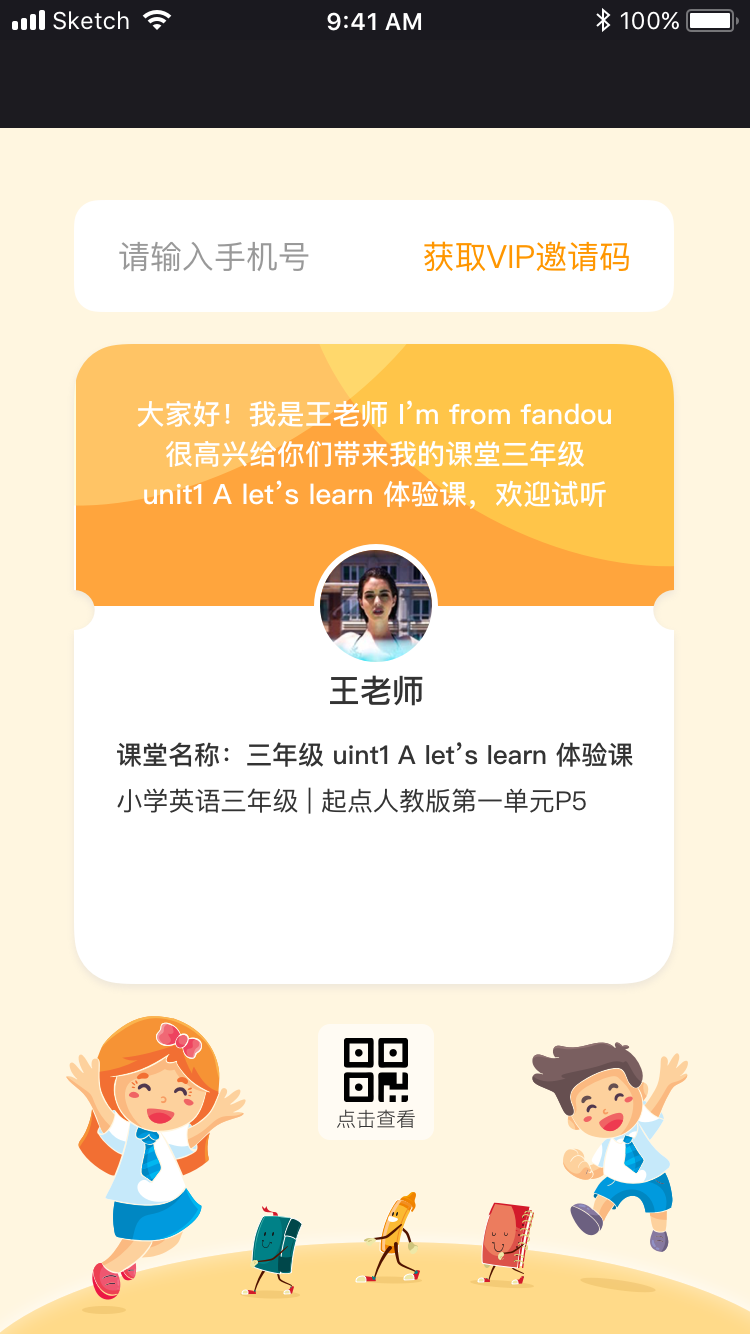 Sketch 9:41 AM 100%
请输入手机号 获取VIP邀请码
大家好！我是王老师 I’m from fandou
很高兴给你们带来我的课堂三年级
unit1 A let’s learn 体验课，欢迎试听
王老师
课堂名称：三年级 uint1 A let’s learn 体验课
小学英语三年级 | 起点人教版第一单元P5
点击查看